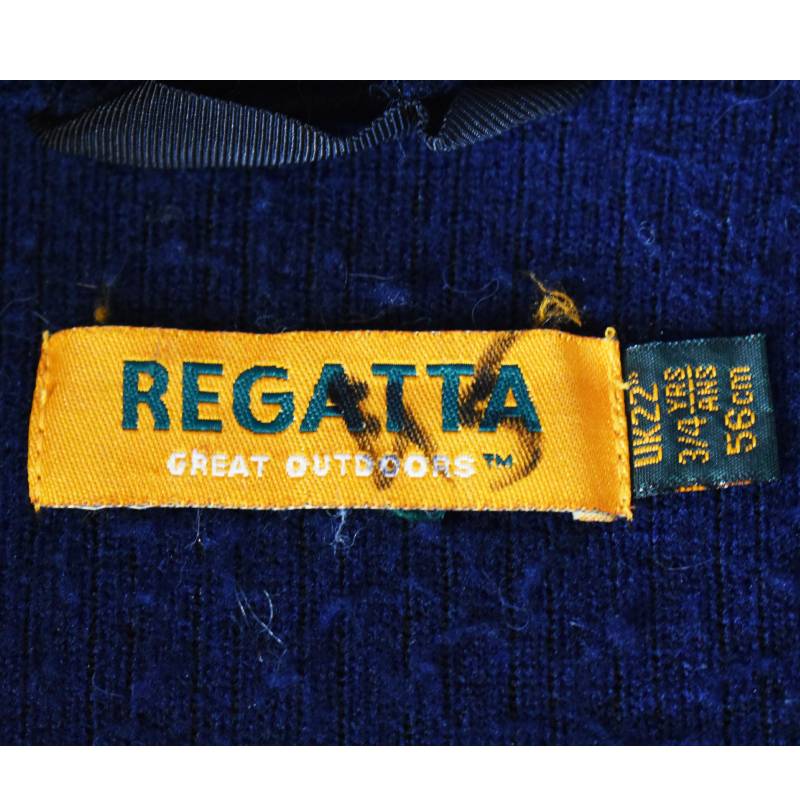 REGATTA
GREAT OUTDOORS™
UK22"
3/4 YRS
ANS
56cm